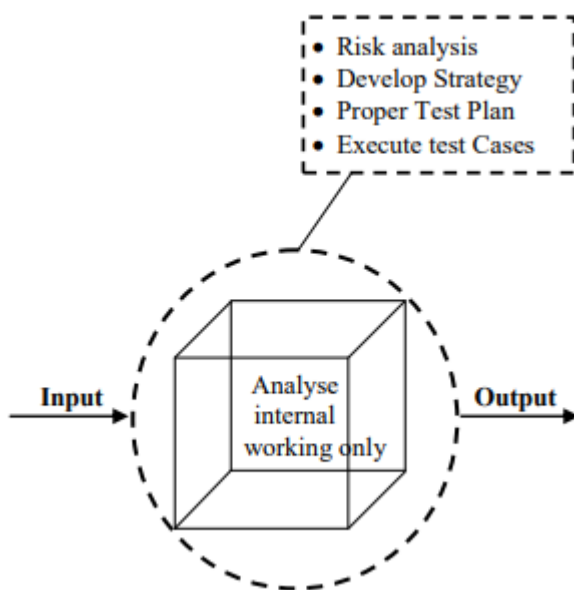 • Risk analysis
• Develop Strategy
• Proper Test Plan
• Execute test Cases
Input
Analyse
internal
working only
Output